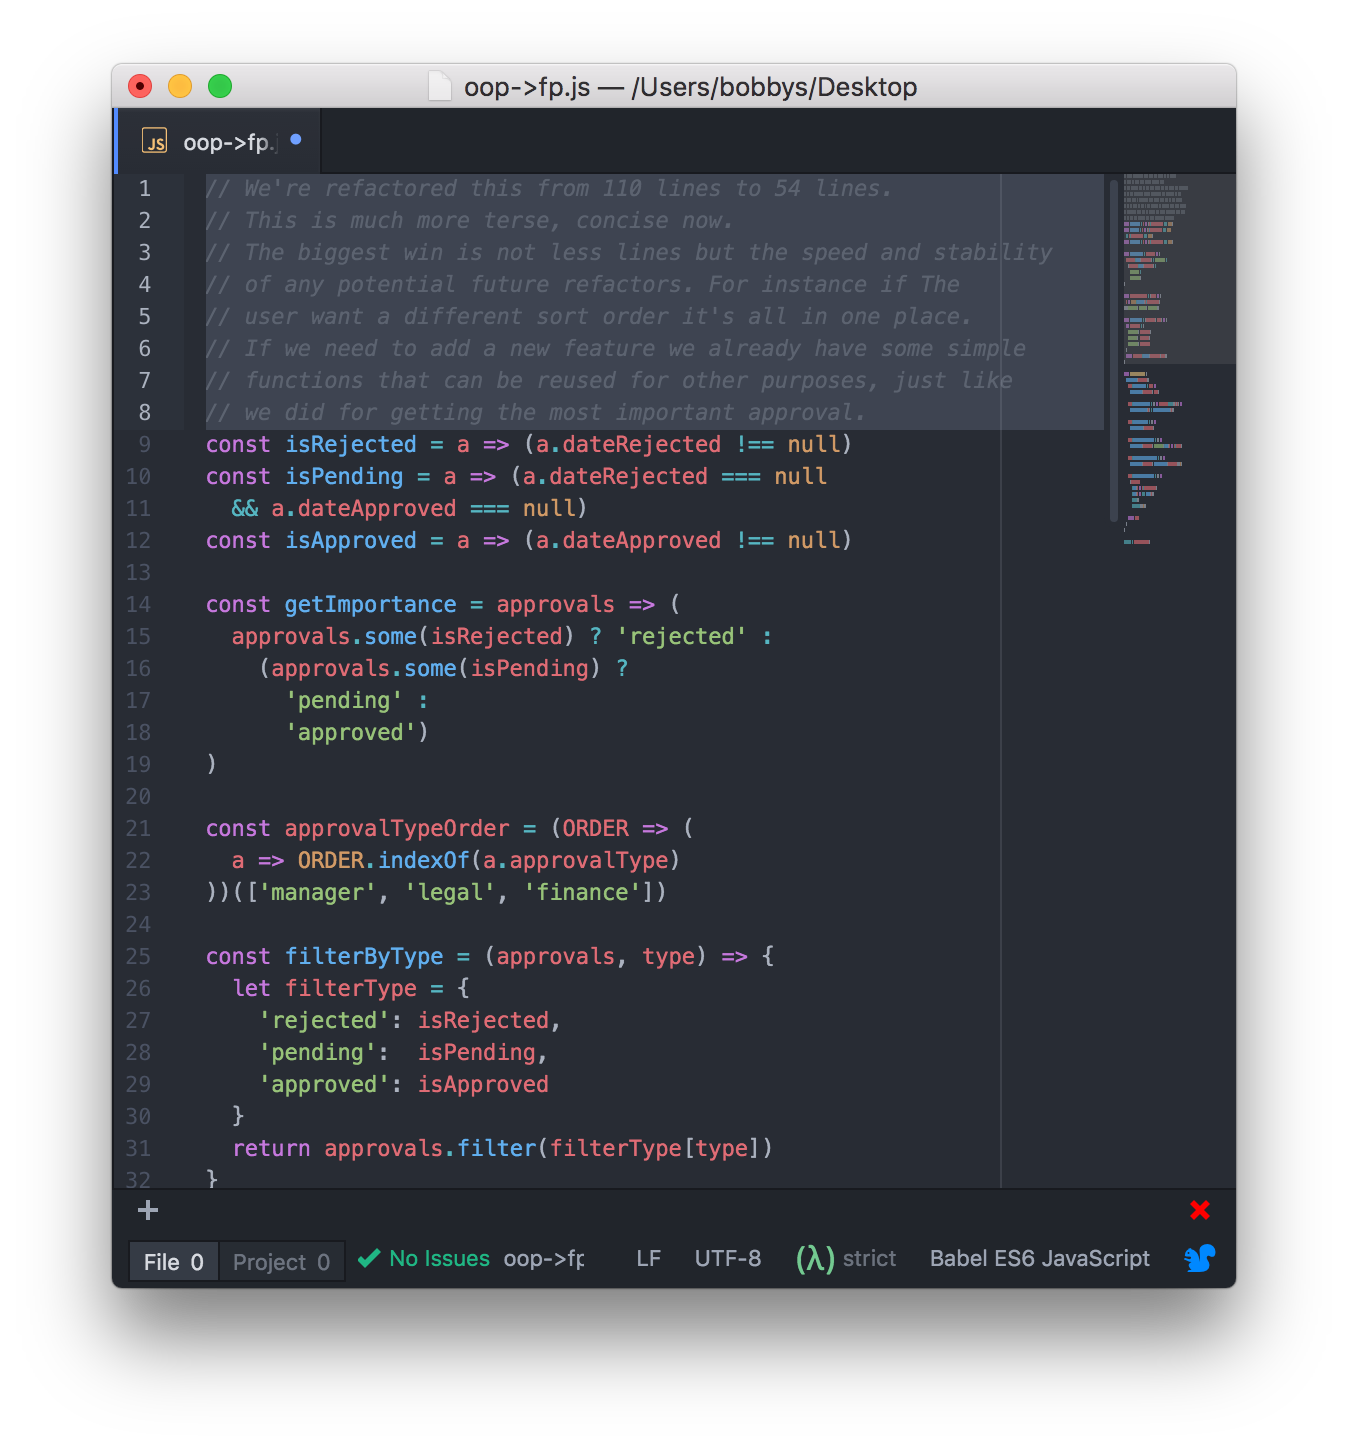 oop->fp.js — /Users/bobbys/Desktop
JS oop->fp.j
1 // We're refactored this from 110 lines to 54 lines.
2 // This is much more terse, concise now.
3 // The biggest win is not less lines but the speed and stability
4 // of any potential future refactors. For instance if The
5 // user want a different sort order it's all in one place.
6 // If we need to add a new feature we already have some simple
7 // functions that can be reused for other purposes, just like
8 // we did for getting the most important approval.
9 const isRejected = a => (a.dateRejected !== null)
10 const isPending = a => (a.dateRejected === null
11   && a.dateApproved === null)
12 const isApproved = a => (a.dateApproved !== null)
13
14 const getImportance = approvals => (
15   approvals.some(isRejected) ? 'rejected' :
16     (approvals.some(isPending) ?
17       'pending' :
18       'approved')
19 )
20
21 const approvalTypeOrder = (ORDER => (
22   a => ORDER.indexOf(a.approvalType)
23 ))(['manager', 'legal', 'finance'])
24
25 const filterByType = (approvals, type) => {
26   let filterType = {
27     'rejected': isRejected,
28     'pending':  isPending,
29     'approved': isApproved
30   }
31   return approvals.filter(filterType[type])
32 }
File 0 Project 0 No Issues oop->fp LF UTF-8 (λ) strict Babel ES6 JavaScript